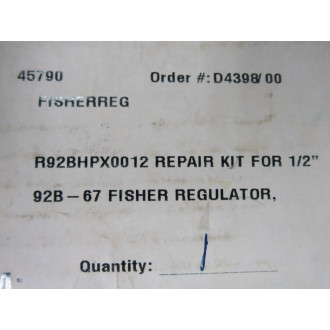 45790 Order #: D4398/00
FISHERREG
R92BHPX0012 REPAIR KIT FOR 1/2"
92B – 67 FISHER REGULATOR,
Quantity: 1